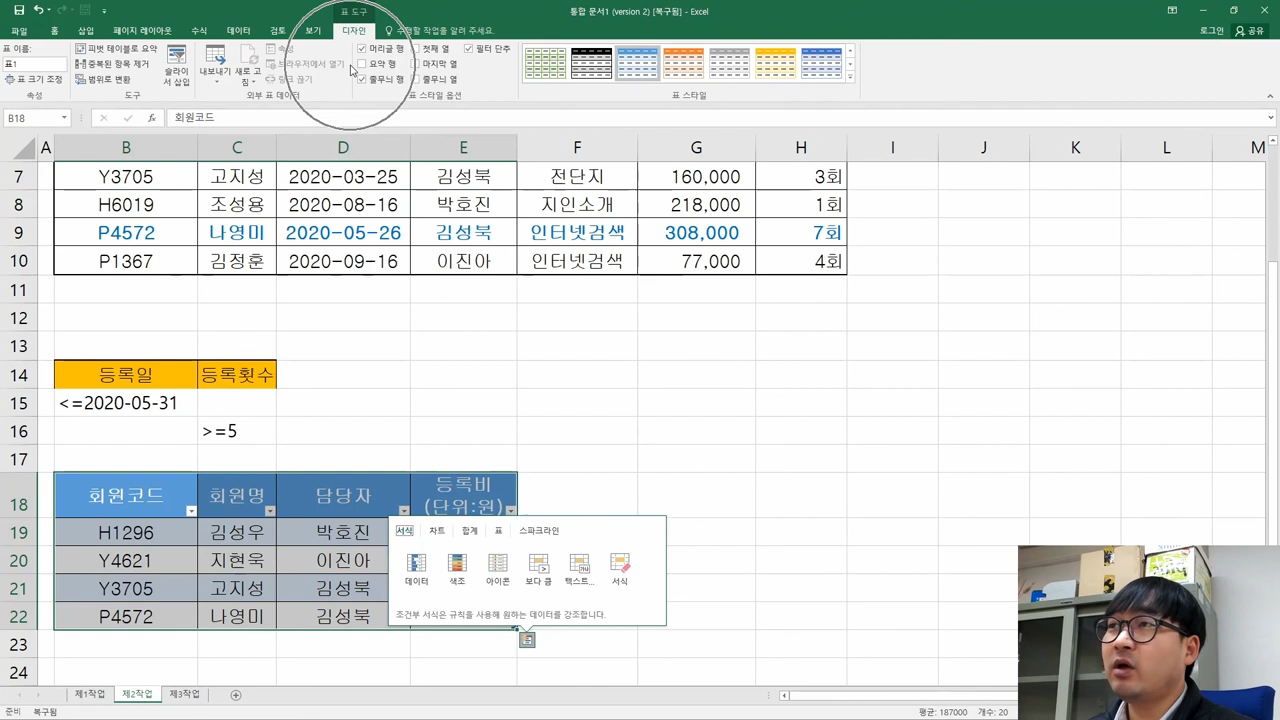 표 도구
통합 문서1 (version 2) [복구됨] - Excel
파일 홈 삽입 페이지 레이아웃 수식 데이터 검토 보기 디자인 수행할 작업을 알려 주세요.
로그인 공유
표 이름:
표1
표 크기 조정
속성
피벗 테이블로 요약
중복된 항목 제거
범위로 변환
슬라이서 삽입
도구
내보내기 새로 고침
속성
브라우저에서 열기
링크 끊기
외부 표 데이터
머리글 행 첫째 열 필터 단추
요약 행 마지막 열
줄무늬 행 줄무늬 열
표 스타일 옵션
표 스타일
B18 fx 회원코드
A B C D E F G H I J K L M
7 Y3705 고지성 2020-03-25 김성북 전단지 160,000 3회
8 H6019 조성용 2020-08-16 박호진 지인소개 218,000 1회
9 P4572 나영미 2020-05-26 김성북 인터넷검색 308,000 7회
10 P1367 김정훈 2020-09-16 이진아 인터넷검색 77,000 4회
11
12
13
14 등록일 등록횟수
15 <=2020-05-31
16 >=5
17
18 회원코드 회원명 담당자 등록비
(단위:원)
19 H1296 김성우 박호진
20 Y4621 지현욱 이진아
21 Y3705 고지성 김성북
22 P4572 나영미 김성북
23
24
서식 차트 합계 표 스파크라인
데이터 색조 아이콘 보다 큼 텍스트... 서식
조건부 서식은 규칙을 사용해 원하는 데이터를 강조합니다.
제1작업 제2작업 제3작업
준비 복구됨 평균: 187000 개수: 20